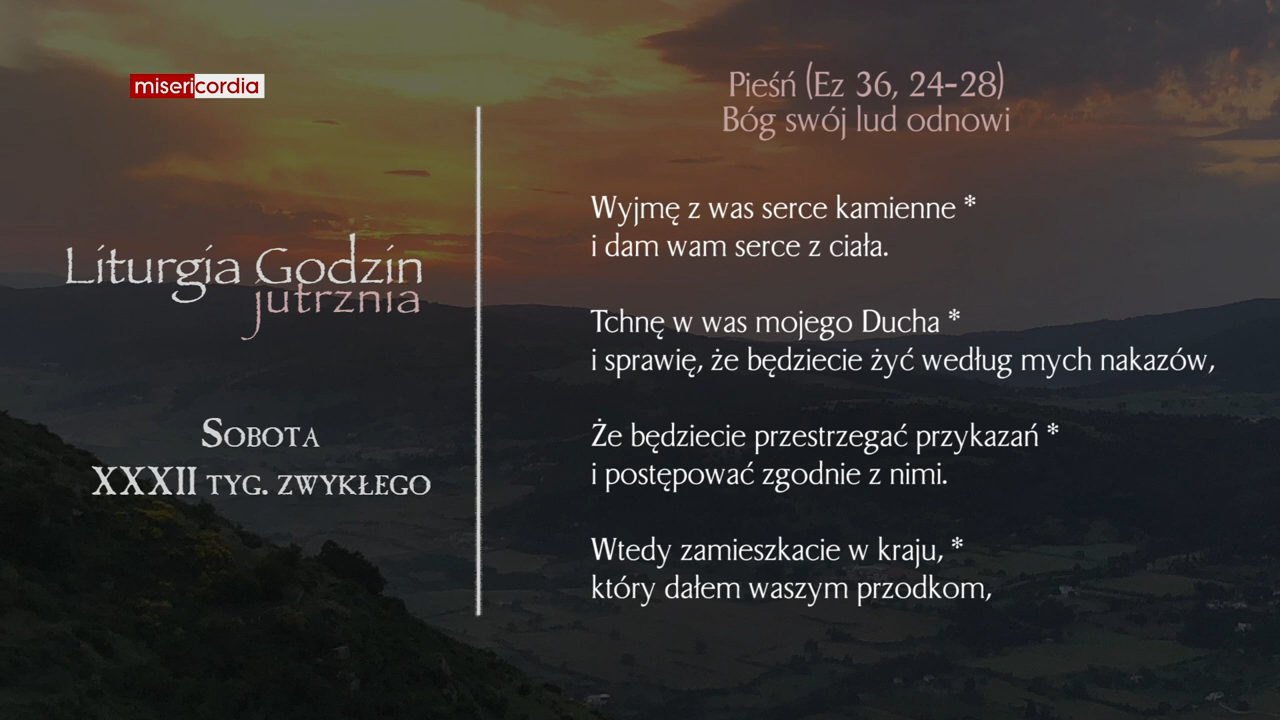 misericordia
Liturgia Godzin
jutrznia
Sobota
XXXII tyg. zwykłego
Pieśń (Ez 36, 24-28)
Bóg swój lud odnowi
Wyjmę z was serce kamienne *
i dam wam serce z ciała.
Tchnę w was mojego Ducha *
i sprawię, że będziecie żyć według mych nakazów,
Że będziecie przestrzegać przykazań *
i postępować zgodnie z nimi.
Wtedy zamieszkacie w kraju, *
który dałem waszym przodkom,